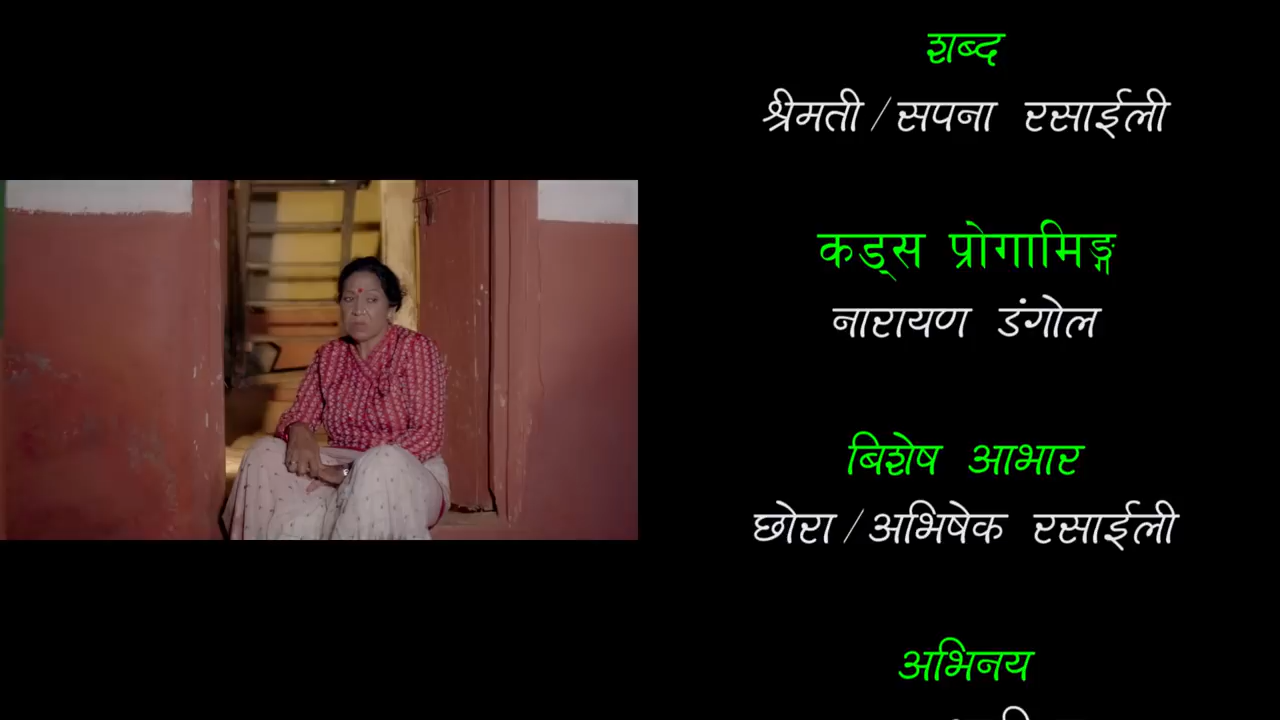 शब्द
श्रीमती/सपना रसाईली
कड्स प्रोगामिङ्ग
नारायण डंगोल
बिशेष आभार
छोरा/अभिषेक रसाईली
अभिनय